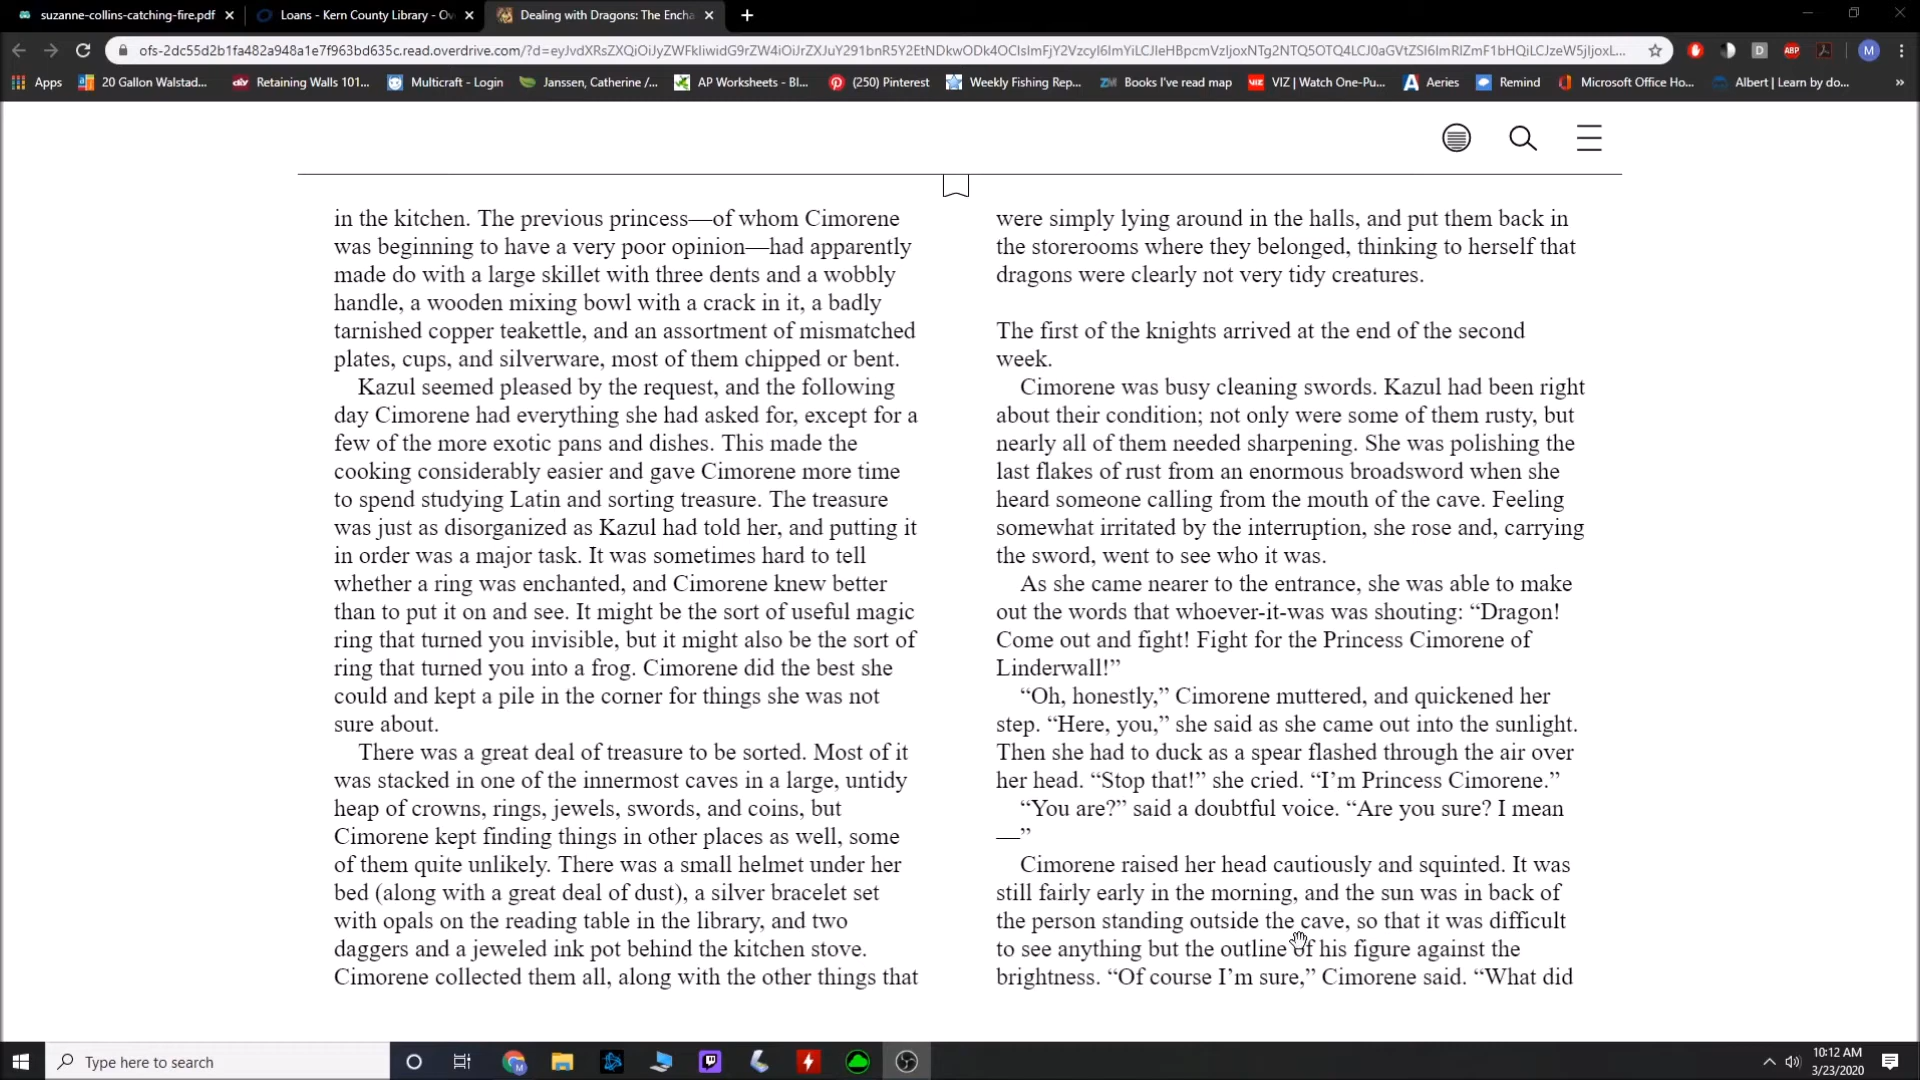 suzanne-collins-catching-fire.pdf
Loans - Kern County Library - Ov
Dealing with Dragons: The Encha
ofs-2dc55d2b1fa482a948a1e7f963bd635c.read.overdrive.com
Apps
20 Gallon Walstad...
Retaining Walls 101...
Multicraft - Login
Janssen, Catherine /...
AP Worksheets - Bl...
(250) Pinterest
Weekly Fishing Rep...
Books I've read map
VIZ | Watch One-Pu...
Aeries
Remind
Microsoft Office Ho...
Albert | Learn by do...
in the kitchen. The previous princess—of whom Cimorene
was beginning to have a very poor opinion—had apparently
made do with a large skillet with three dents and a wobbly
handle, a wooden mixing bowl with a crack in it, a badly
tarnished copper teakettle, and an assortment of mismatched
plates, cups, and silverware, most of them chipped or bent.
Kazul seemed pleased by the request, and the following
day Cimorene had everything she had asked for, except for a
few of the more exotic pans and dishes. This made the
cooking considerably easier and gave Cimorene more time
to spend studying Latin and sorting treasure. The treasure
was just as disorganized as Kazul had told her, and putting it
in order was a major task. It was sometimes hard to tell
whether a ring was enchanted, and Cimorene knew better
than to put it on and see. It might be the sort of useful magic
ring that turned you invisible, but it might also be the sort of
ring that turned you into a frog. Cimorene did the best she
could and kept a pile in the corner for things she was not
sure about.
There was a great deal of treasure to be sorted. Most of it
was stacked in one of the innermost caves in a large, untidy
heap of crowns, rings, jewels, swords, and coins, but
Cimorene kept finding things in other places as well, some
of them quite unlikely. There was a small helmet under her
bed (along with a great deal of dust), a silver bracelet set
with opals on the reading table in the library, and two
daggers and a jeweled ink pot behind the kitchen stove.
Cimorene collected them all, along with the other things that
were simply lying around in the halls, and put them back in
the storerooms where they belonged, thinking to herself that
dragons were clearly not very tidy creatures.
The first of the knights arrived at the end of the second
week.
Cimorene was busy cleaning swords. Kazul had been right
about their condition; not only were some of them rusty, but
nearly all of them needed sharpening. She was polishing the
last flakes of rust from an enormous broadsword when she
heard someone calling from the mouth of the cave. Feeling
somewhat irritated by the interruption, she rose and, carrying
the sword, went to see who it was.
As she came nearer to the entrance, she was able to make
out the words that whoever-it-was was shouting: “Dragon!
Come out and fight! Fight for the Princess Cimorene of
Linderwall!”
“Oh, honestly,” Cimorene muttered, and quickened her
step. “Here, you,” she said as she came out into the sunlight.
Then she had to duck as a spear flashed through the air over
her head. “Stop that!” she cried. “I’m Princess Cimorene.”
“You are?” said a doubtful voice. “Are you sure? I mean
—”
Cimorene raised her head cautiously and squinted. It was
still fairly early in the morning, and the sun was in back of
the person standing outside the cave, so that it was difficult
to see anything but the outline of his figure against the
brightness. “Of course I’m sure,” Cimorene said. “What did
Type here to search
10:12 AM
3/23/2020